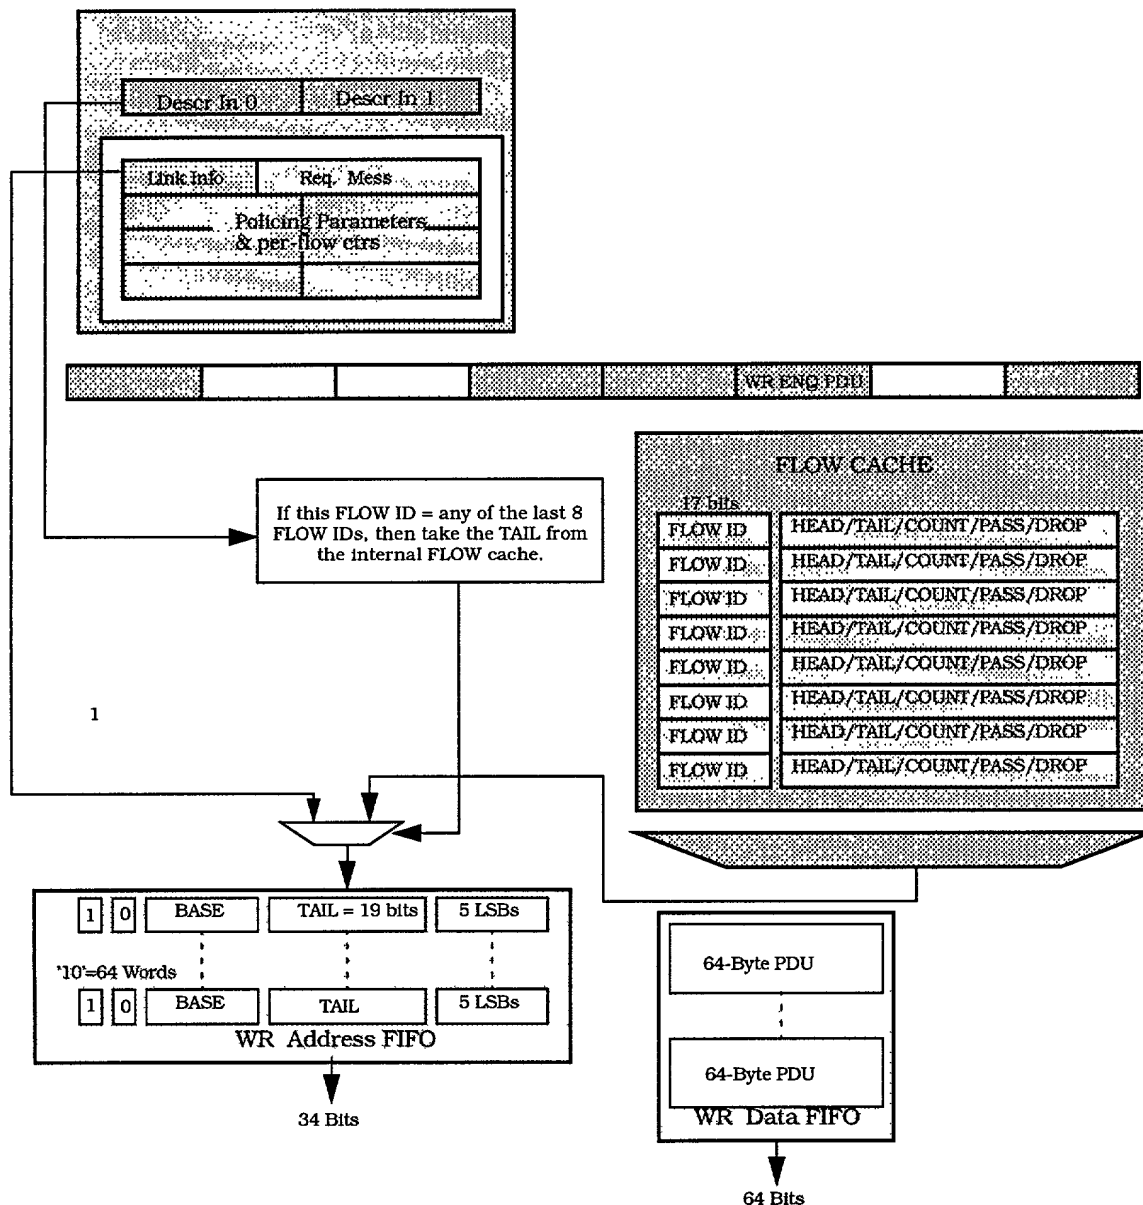 Descr In 0
Descr In 1
Link Info
Req. Mess
Policing Parameters
& per-flow ctrs
WR ENQ PDU
FLOW CACHE
17 bits
FLOW ID
HEAD/TAIL/COUNT/PASS/DROP
FLOW ID
HEAD/TAIL/COUNT/PASS/DROP
FLOW ID
HEAD/TAIL/COUNT/PASS/DROP
FLOW ID
HEAD/TAIL/COUNT/PASS/DROP
FLOW ID
HEAD/TAIL/COUNT/PASS/DROP
FLOW ID
HEAD/TAIL/COUNT/PASS/DROP
FLOW ID
HEAD/TAIL/COUNT/PASS/DROP
FLOW ID
HEAD/TAIL/COUNT/PASS/DROP
If this FLOW ID = any of the last 8
FLOW IDs, then take the TAIL from
the internal FLOW cache.
1
1
0
BASE
TAIL = 19 bits
5 LSBs
'10'=64 Words
1
0
BASE
TAIL
5 LSBs
WR Address FIFO
34 Bits
64-Byte PDU
64-Byte PDU
WR Data FIFO
64 Bits